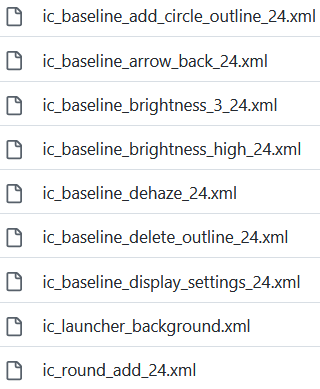 ic_baseline_add_circle_outline_24.xml
ic_baseline_arrow_back_24.xml
ic_baseline_brightness_3_24.xml
ic_baseline_brightness_high_24.xml
ic_baseline_dehaze_24.xml
ic_baseline_delete_outline_24.xml
ic_baseline_display_settings_24.xml
ic_launcher_background.xml
ic_round_add_24.xml